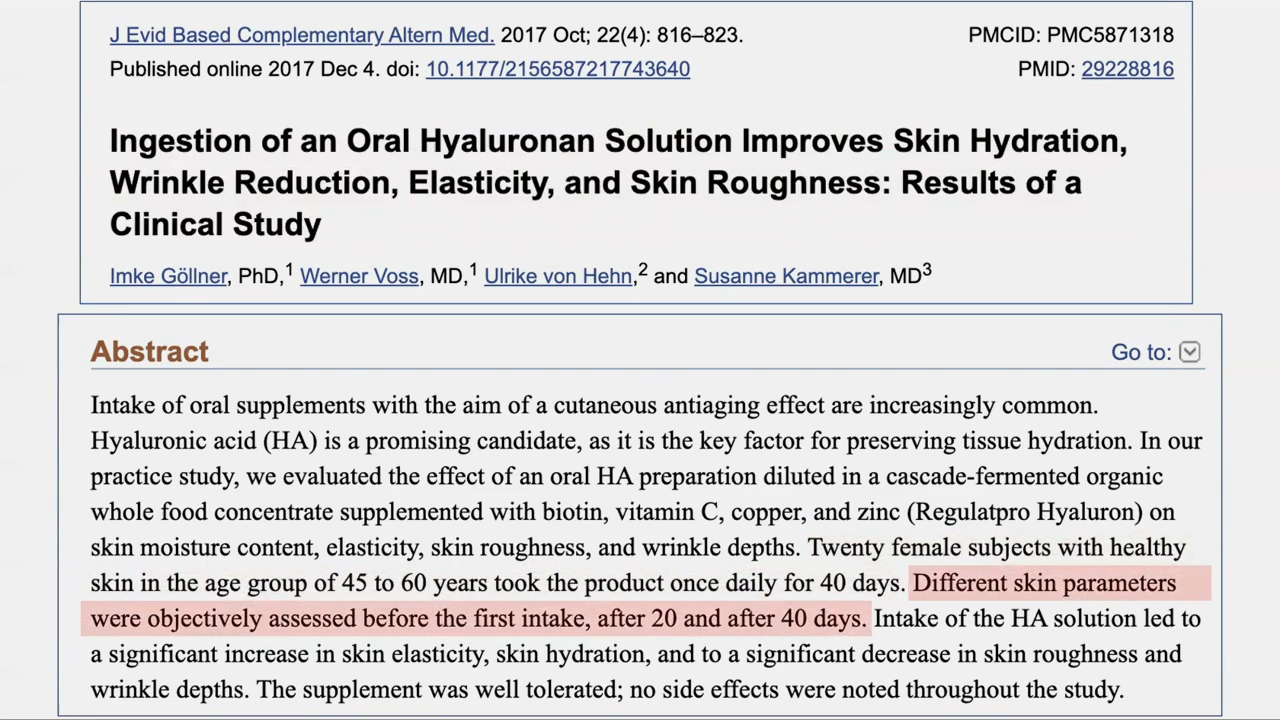 J Evid Based Complementary Altern Med. 2017 Oct; 22(4): 816–823.
PMCID: PMC5871318
Published online 2017 Dec 4. doi: 10.1177/2156587217743640
PMID: 29228816
Ingestion of an Oral Hyaluronan Solution Improves Skin Hydration,
Wrinkle Reduction, Elasticity, and Skin Roughness: Results of a
Clinical Study
Imke Göllner, PhD,1 Werner Voss, MD,1 Ulrike von Hehn,2 and Susanne Kammerer, MD3
Abstract
Go to:
Intake of oral supplements with the aim of a cutaneous antiaging effect are increasingly common.
Hyaluronic acid (HA) is a promising candidate, as it is the key factor for preserving tissue hydration. In our
practice study, we evaluated the effect of an oral HA preparation diluted in a cascade-fermented organic
whole food concentrate supplemented with biotin, vitamin C, copper, and zinc (Regulatpro Hyaluron) on
skin moisture content, elasticity, skin roughness, and wrinkle depths. Twenty female subjects with healthy
skin in the age group of 45 to 60 years took the product once daily for 40 days. Different skin parameters
were objectively assessed before the first intake, after 20 and after 40 days. Intake of the HA solution led to
a significant increase in skin elasticity, skin hydration, and to a significant decrease in skin roughness and
wrinkle depths. The supplement was well tolerated; no side effects were noted throughout the study.